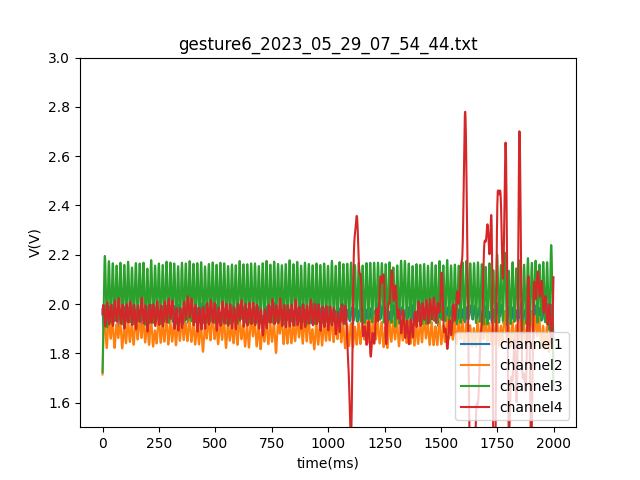 gesture6_2023_05_29_07_54_44.txt
3.0
2.8
2.6
2.4
2.2
2.0
1.8
1.6
V(V)
channel1
channel2
channel3
channel4
0 250 500 750 1000 1250 1500 1750 2000
time(ms)